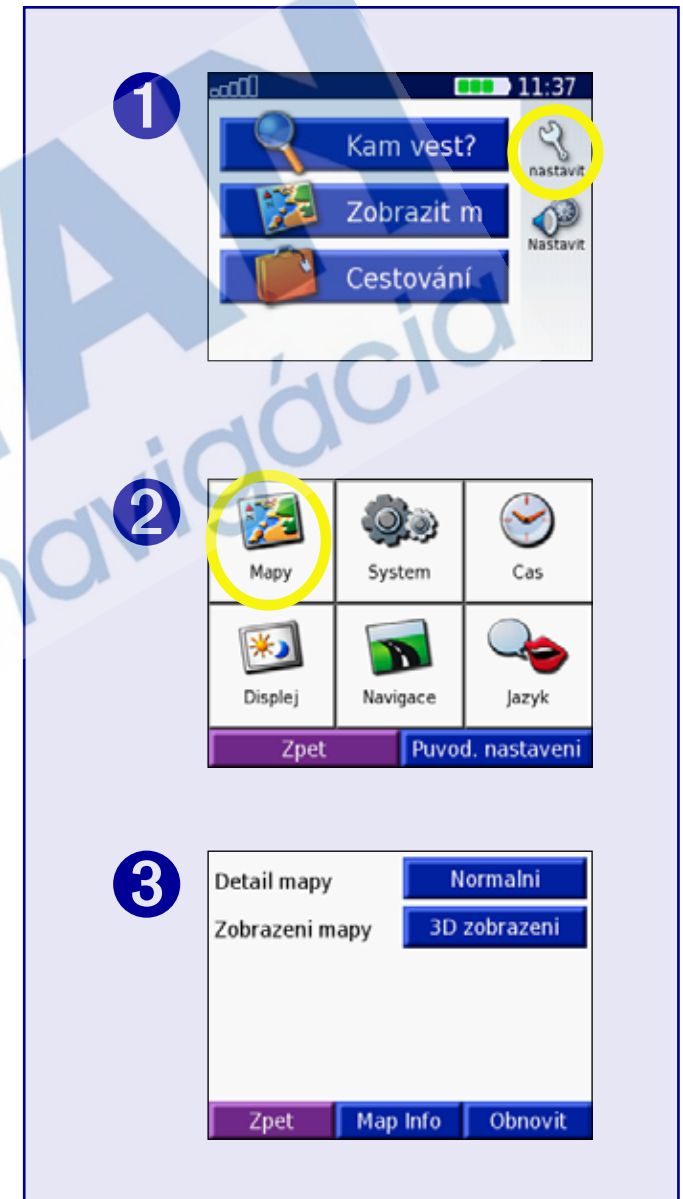 1
11:37
Kam vest?
nastavit
Zobrazit m
Nastavit
Cestování
2
Mapy
System
Cas
Displej
Navigace
Jazyk
Zpet
Puvod. nastaveni
3
Detail mapy
Normalni
Zobrazeni mapy
3D zobrazeni
Zpet
Map Info
Obnovit
AN
navigácia